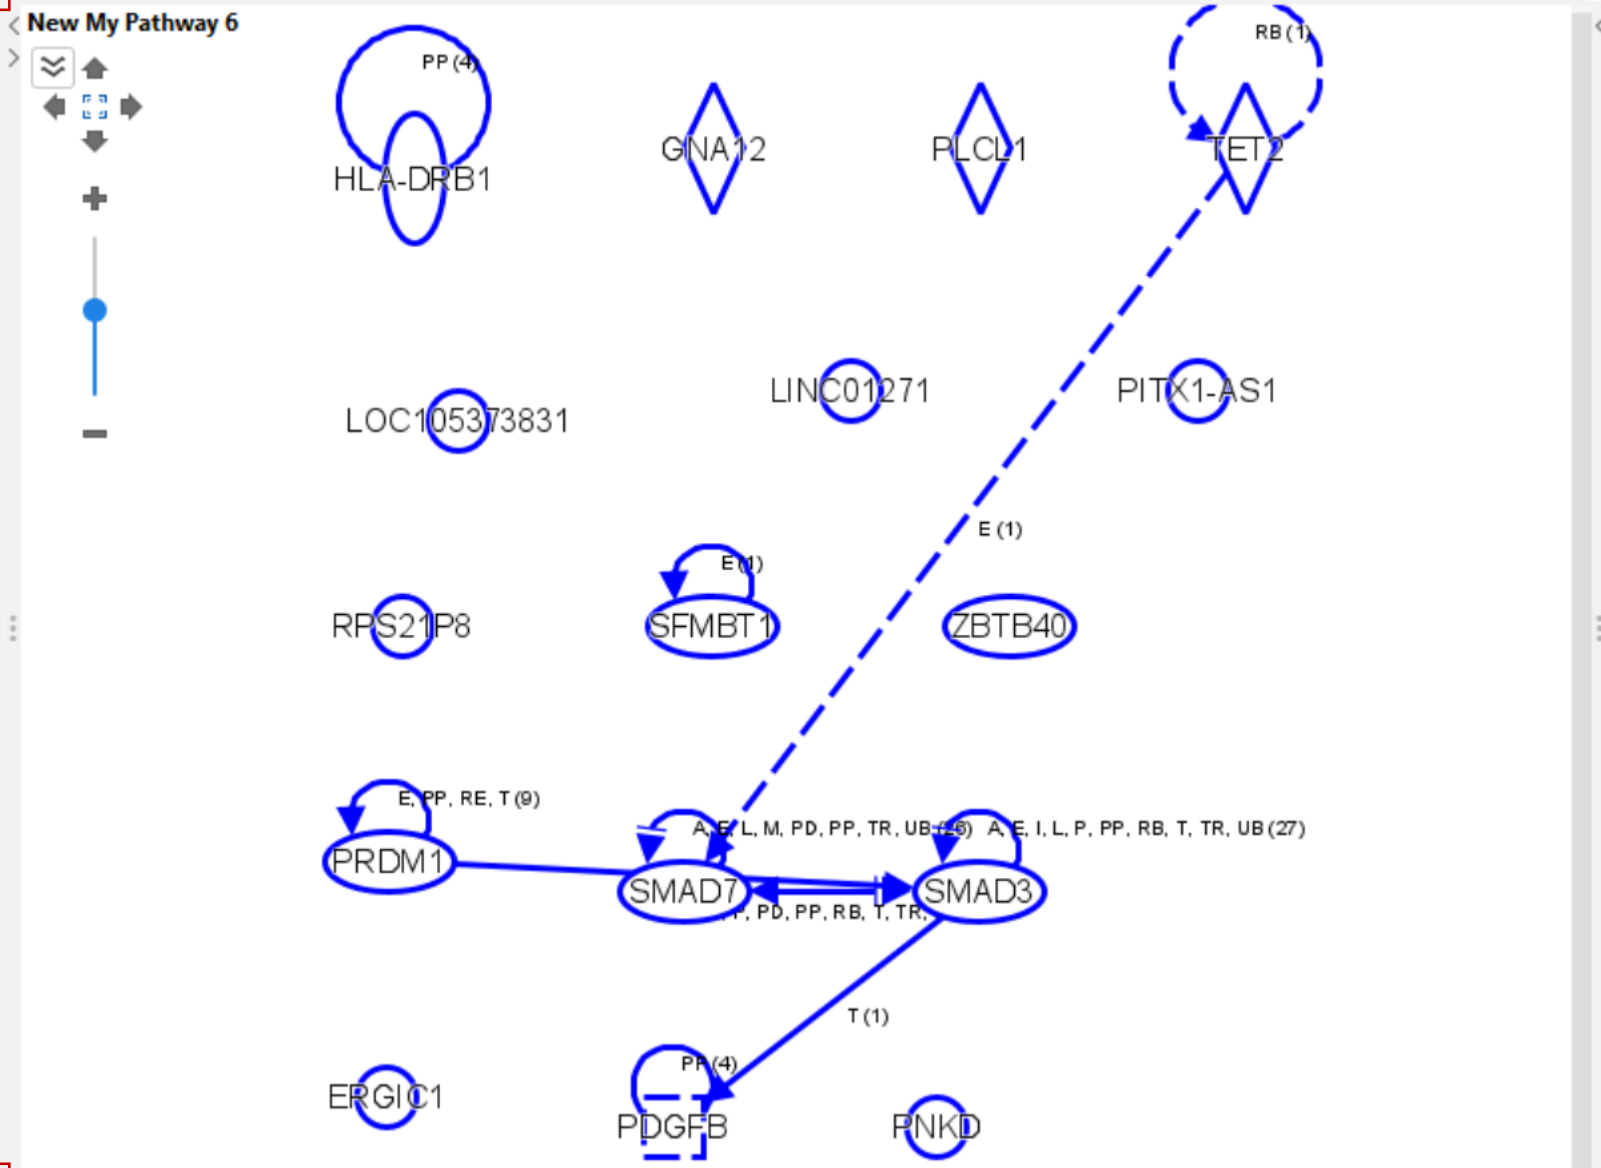 New My Pathway 6
RB (1)
PP (4)
HLA-DRB1
GNA12
PLCL1
TET2
LOC105373831
LINC01271
PITX1-AS1
E (1)
E (1)
RPS21P8
SFMBT1
ZBTB40
E, PP, RE, T (9)
A, E, L, M, PD, PP, TR, UB
A, E, I, L, P, PP, RB, T, TR, UB (27)
PRDM1
SMAD7
SMAD3
P, PD, PP, RB, T, TR,
T (1)
PP (4)
ERGIC1
PDGFB
PNKD